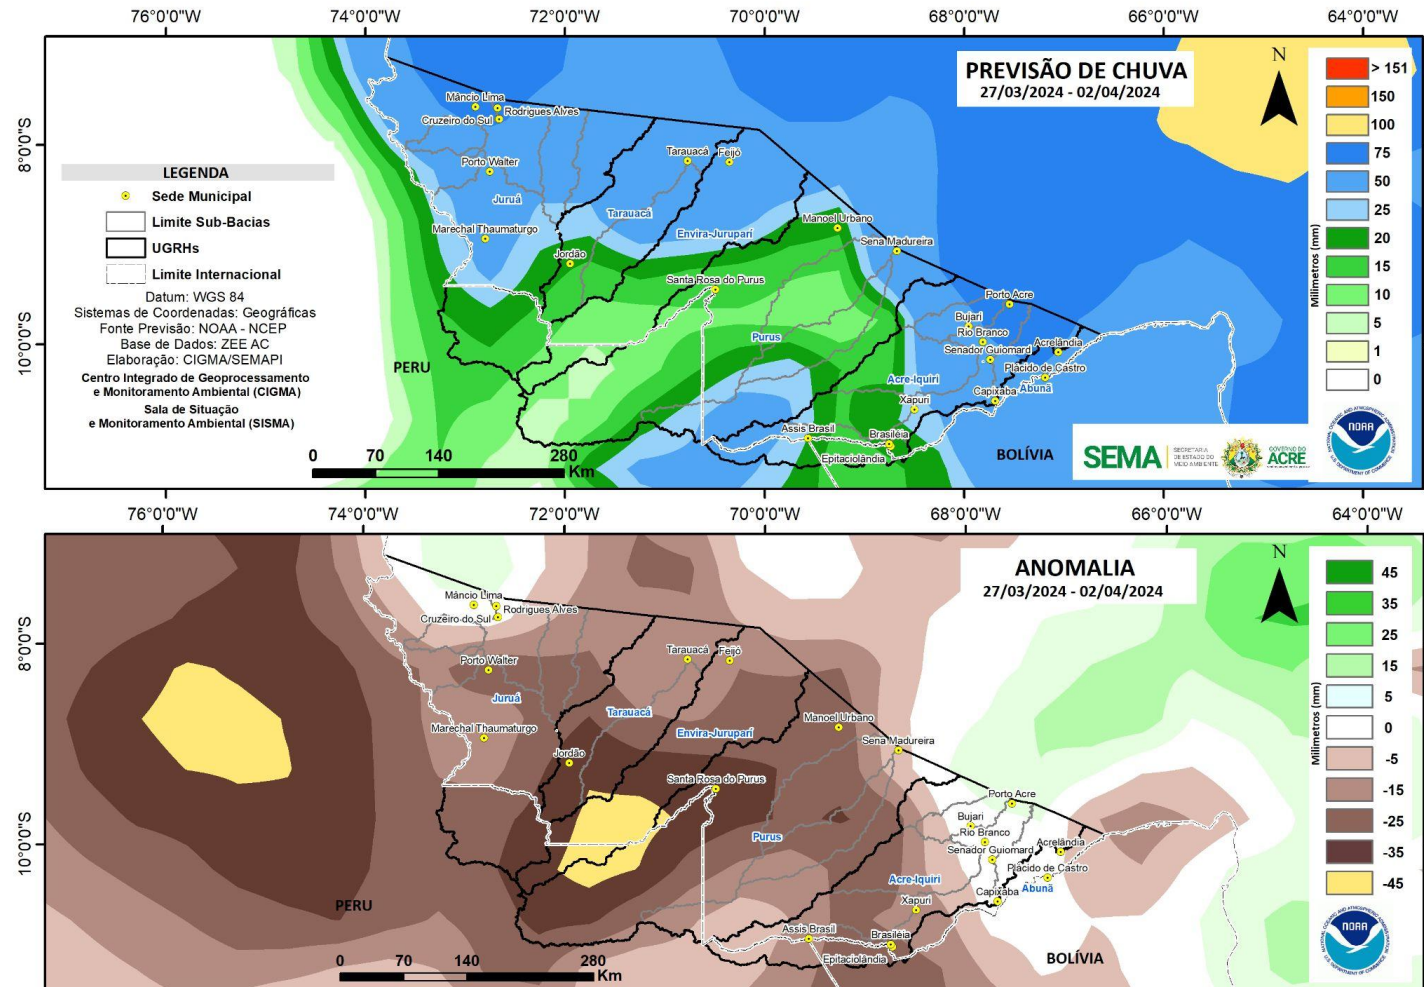 76°0'0"W 74°0'0"W 72°0'0"W 70°0'0"W 68°0'0"W 66°0'0"W 64°0'0"W
PREVISÃO DE CHUVA
27/03/2024 - 02/04/2024
N
> 151
150
100
75
50
25
20
15
10
5
1
0
Milímetros (mm)
8°0'0"S
10°0'0"S
LEGENDA
Sede Municipal
Limite Sub-Bacias
UGRHs
Limite Internacional
Datum: WGS 84
Sistemas de Coordenadas: Geográficas
Fonte Previsão: NOAA - NCEP
Base de Dados: ZEE AC
Elaboração: CIGMA/SEMAPI
Centro Integrado de Geoprocessamento
e Monitoramento Ambiental (CIGMA)
Sala de Situação
e Monitoramento Ambiental (SISMA)
Mâncio Lima
Rodrigues Alves
Cruzeiro do Sul
Porto Walter
Juruá
Marechal Thaumaturgo
Tarauacá
Feijó
Tarauacá
Envira-Jurupari
Jordão
Manoel Urbano
Sena Madureira
Santa Rosa do Purus
Purus
Porto Acre
Bujari
Rio Branco
Senador Guiomard
Acrelândia
Plácido de Castro
Acre-Iquiri
Abunã
Capixaba
Xapuri
Assis Brasil
Brasiléia
Epitaciolândia
PERU
BOLÍVIA
0 70 140 280
Km
SEMA
SECRETARIA
DE ESTADO DO
MEIO AMBIENTE
GOVERNO DO
ACRE
NOAA
76°0'0"W 74°0'0"W 72°0'0"W 70°0'0"W 68°0'0"W 66°0'0"W 64°0'0"W
ANOMALIA
27/03/2024 - 02/04/2024
N
45
35
25
15
5
0
-5
-15
-25
-35
-45
Milímetros (mm)
8°0'0"S
10°0'0"S
Mâncio Lima
Rodrigues Alves
Cruzeiro do Sul
Porto Walter
Juruá
Marechal Thaumaturgo
Tarauacá
Feijó
Tarauacá
Envira-Jurupari
Jordão
Manoel Urbano
Sena Madureira
Santa Rosa do Purus
Purus
Porto Acre
Bujari
Rio Branco
Senador Guiomard
Acrelândia
Plácido de Castro
Acre-Iquiri
Abunã
Capixaba
Xapuri
Assis Brasil
Brasiléia
Epitaciolândia
PERU
BOLÍVIA
0 70 140 280
Km
NOAA